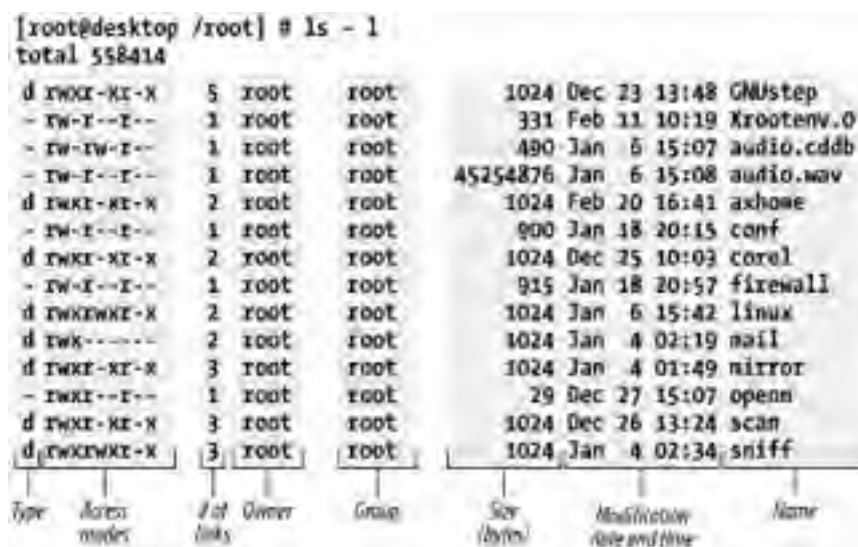 [root@desktop /root] # ls - l
total 558414
d rwxr-xr-x 5 root root 1024 Dec 23 13:48 GNUstep
- rw-r--r-- 1 root root 331 Feb 11 10:19 Xrootenv.0
- rw-rw-r-- 1 root root 490 Jan 6 15:07 audio.cddb
- rw-r--r-- 1 root root 45254876 Jan 6 15:08 audio.wav
d rwxr-xr-x 2 root root 1024 Feb 20 16:41 axhome
- rw-r--r-- 1 root root 900 Jan 18 20:15 conf
d rwxr-xr-x 2 root root 1024 Dec 25 10:03 corel
- rw-r--r-- 1 root root 915 Jan 18 20:57 firewall
d rwxrwxr-x 2 root root 1024 Jan 6 15:42 linux
d rwx------ 2 root root 1024 Jan 4 02:19 mail
d rwxr-xr-x 3 root root 1024 Jan 4 01:49 mirror
- rwxr--r-- 1 root root 29 Dec 27 15:07 openn
d rwxr-xr-x 3 root root 1024 Dec 26 13:24 scan
d rwxrwxr-x 3 root root 1024 Jan 4 02:34 sniff
Type Access modes # of links Owner Group Size (bytes) Modification date and time Name